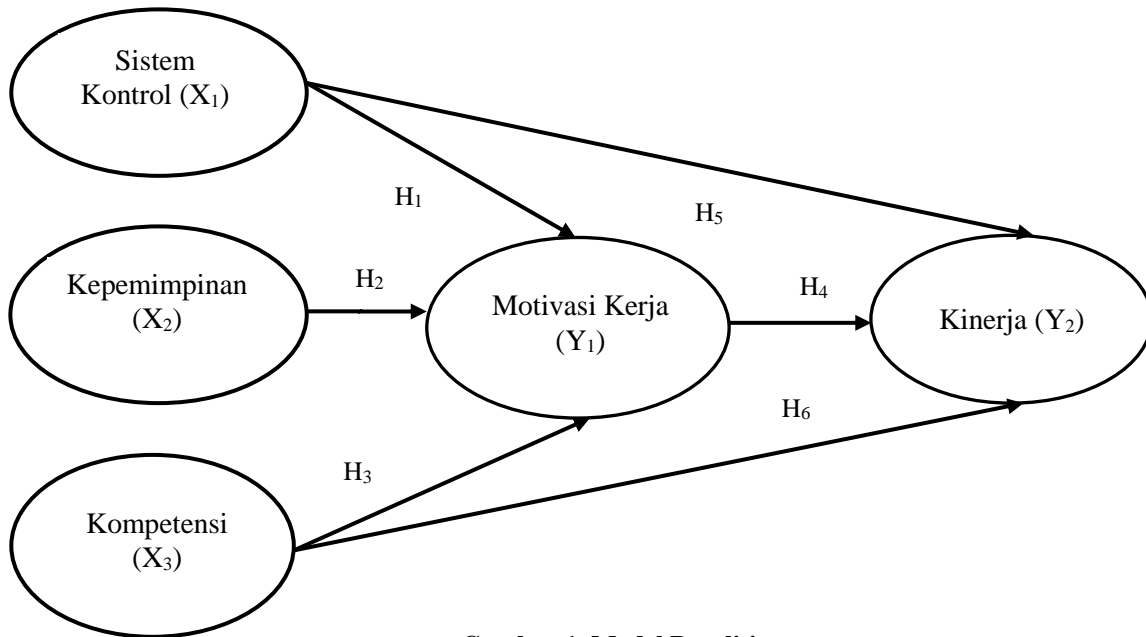 Sistem
Kontrol (X₁)
H₁
H₅
Kepemimpinan
(X₂)
H₂
Motivasi Kerja
(Y₁)
H₄
Kinerja (Y₂)
H₆
H₃
Kompetensi
(X₃)